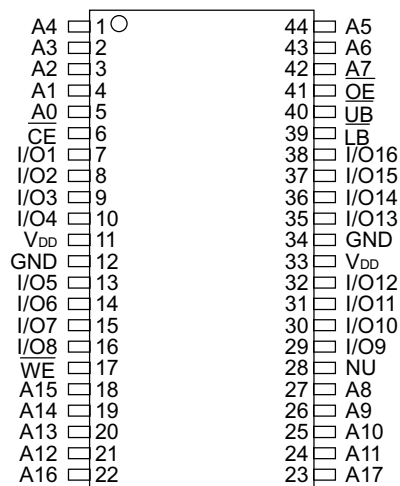 A4 1 44 A5
A3 2 43 A6
A2 3 42 A7
A1 4 41 OE
A0 5 40 UB
CE 6 39 LB
I/O1 7 38 I/O16
I/O2 8 37 I/O15
I/O3 9 36 I/O14
I/O4 10 35 I/O13
VDD 11 34 GND
GND 12 33 VDD
I/O5 13 32 I/O12
I/O6 14 31 I/O11
I/O7 15 30 I/O10
I/O8 16 29 I/O9
WE 17 28 NU
A15 18 27 A8
A14 19 26 A9
A13 20 25 A10
A12 21 24 A11
A16 22 23 A17